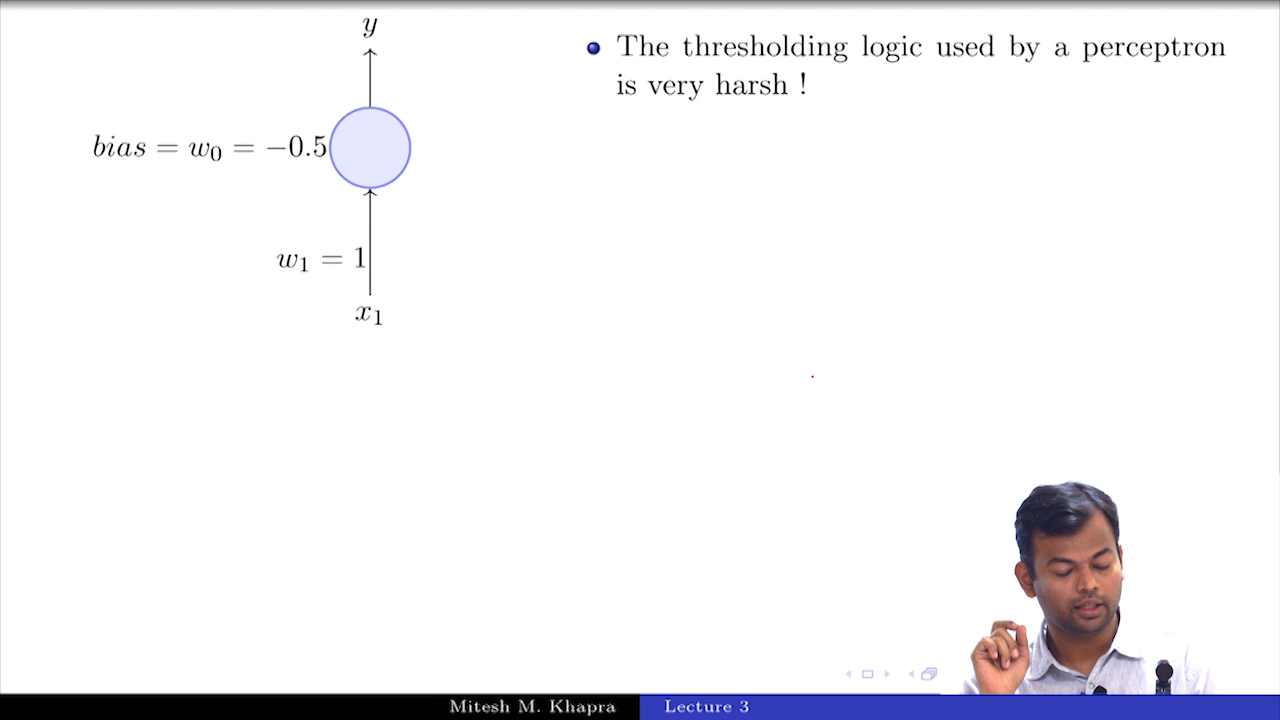 y
bias = w₀ = −0.5
w₁ = 1
x₁
The thresholding logic used by a perceptron
is very harsh !
Mitesh M. Khapra
Lecture 3